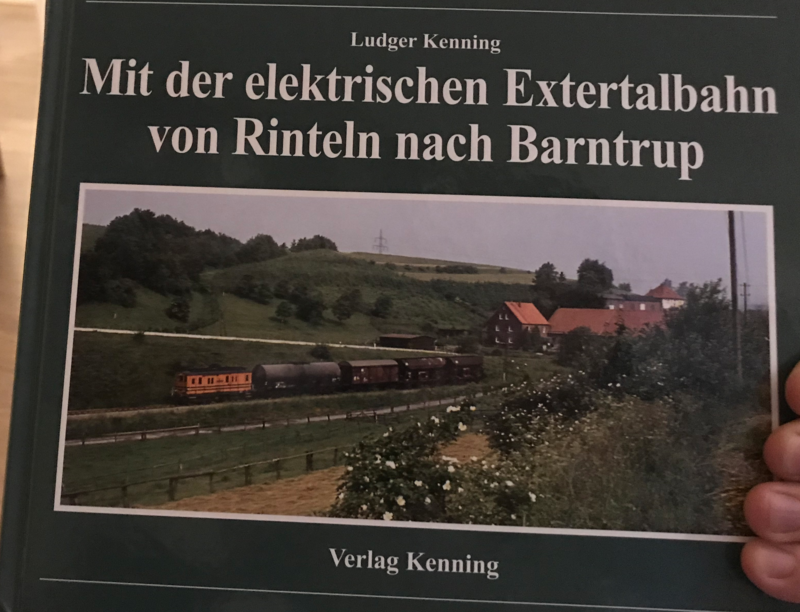 Ludger Kenning
Mit der elektrischen Extertalbahn
von Rinteln nach Barntrup
Verlag Kenning